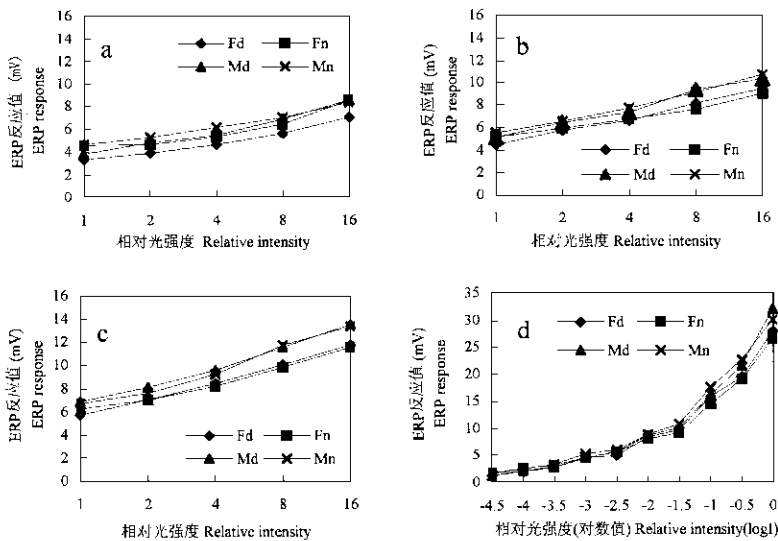 a
Fd Fn
Md Mn
16
14
12
10
8
6
4
2
0
ERP反应值 (mV)
ERP response
1 2 4 8 16
相对光强度 Relative intensity
b
Fd Fn
Md Mn
16
14
12
10
8
6
4
2
0
ERP反应值 (mV)
ERP response
1 2 4 8 16
相对光强度 Relative intensity
c
Fd Fn
Md Mn
16
14
12
10
8
6
4
2
0
ERP反应值 (mV)
ERP response
1 2 4 8 16
相对光强度 Relative intensity
d
Fd Fn
Md Mn
35
30
25
20
15
10
5
0
ERP反应值 (mV)
ERP response
-4.5 -4 -3.5 -3 -2.5 -2 -1.5 -1 -0.5 0
相对光强度(对数值) Relative intensity(logI)